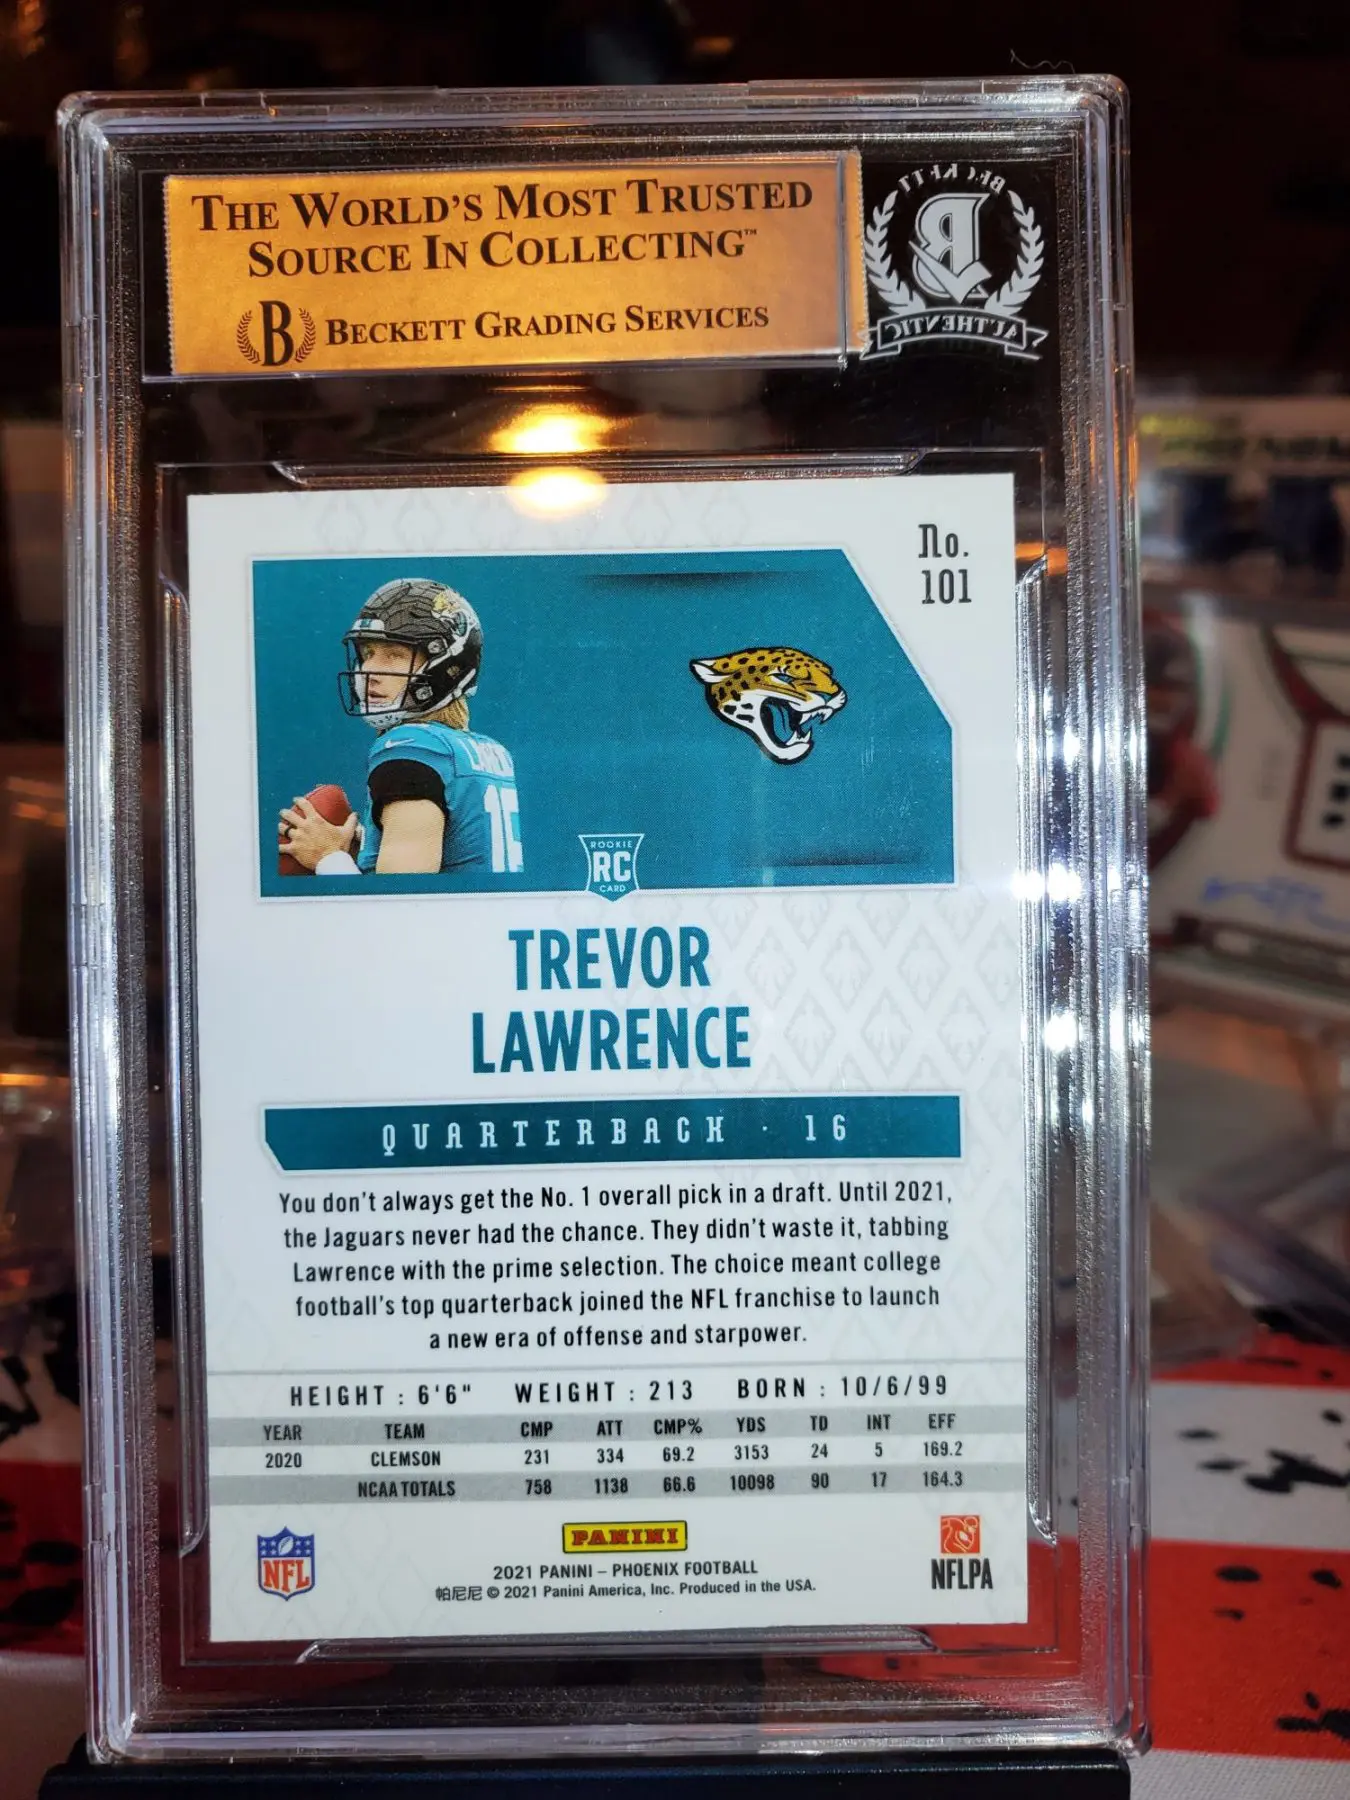 THE WORLD'S MOST TRUSTED
SOURCE IN COLLECTING™
B BECKETT GRADING SERVICES
BECKETT
B
AUTHENTIC
No.
101
15
ROOKIE
RC
CARD
TREVOR
LAWRENCE
QUARTERBACK · 16
You don't always get the No. 1 overall pick in a draft. Until 2021,
the Jaguars never had the chance. They didn't waste it, tabbing
Lawrence with the prime selection. The choice meant college
football's top quarterback joined the NFL franchise to launch
a new era of offense and starpower.
HEIGHT : 6'6" WEIGHT : 213 BORN : 10/6/99
YEAR TEAM CMP ATT CMP% YDS TD INT EFF
2020 CLEMSON 231 334 69.2 3153 24 5 169.2
NCAA TOTALS 758 1138 66.6 10098 90 17 164.3
NFL
PANINI
2021 PANINI – PHOENIX FOOTBALL
帕尼尼 © 2021 Panini America, Inc. Produced in the USA.
NFLPA